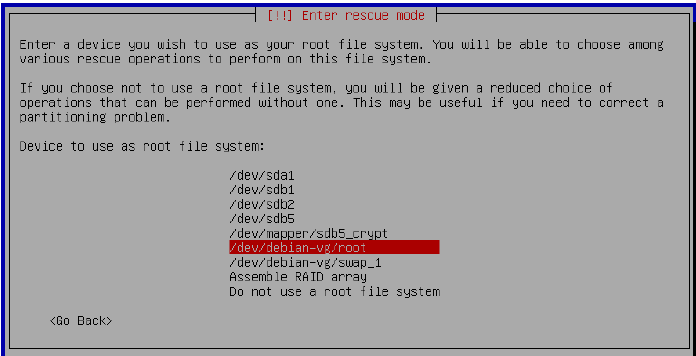 [!!] Enter rescue mode
Enter a device you wish to use as your root file system. You will be able to choose among
various rescue operations to perform on this file system.
If you choose not to use a root file system, you will be given a reduced choice of
operations that can be performed without one. This may be useful if you need to correct a
partitioning problem.
Device to use as root file system:
/dev/sda1
/dev/sdb1
/dev/sdb2
/dev/sdb5
/dev/mapper/sdb5_crypt
/dev/debian-vg/root
/dev/debian-vg/swap_1
Assemble RAID array
Do not use a root file system
<Go Back>